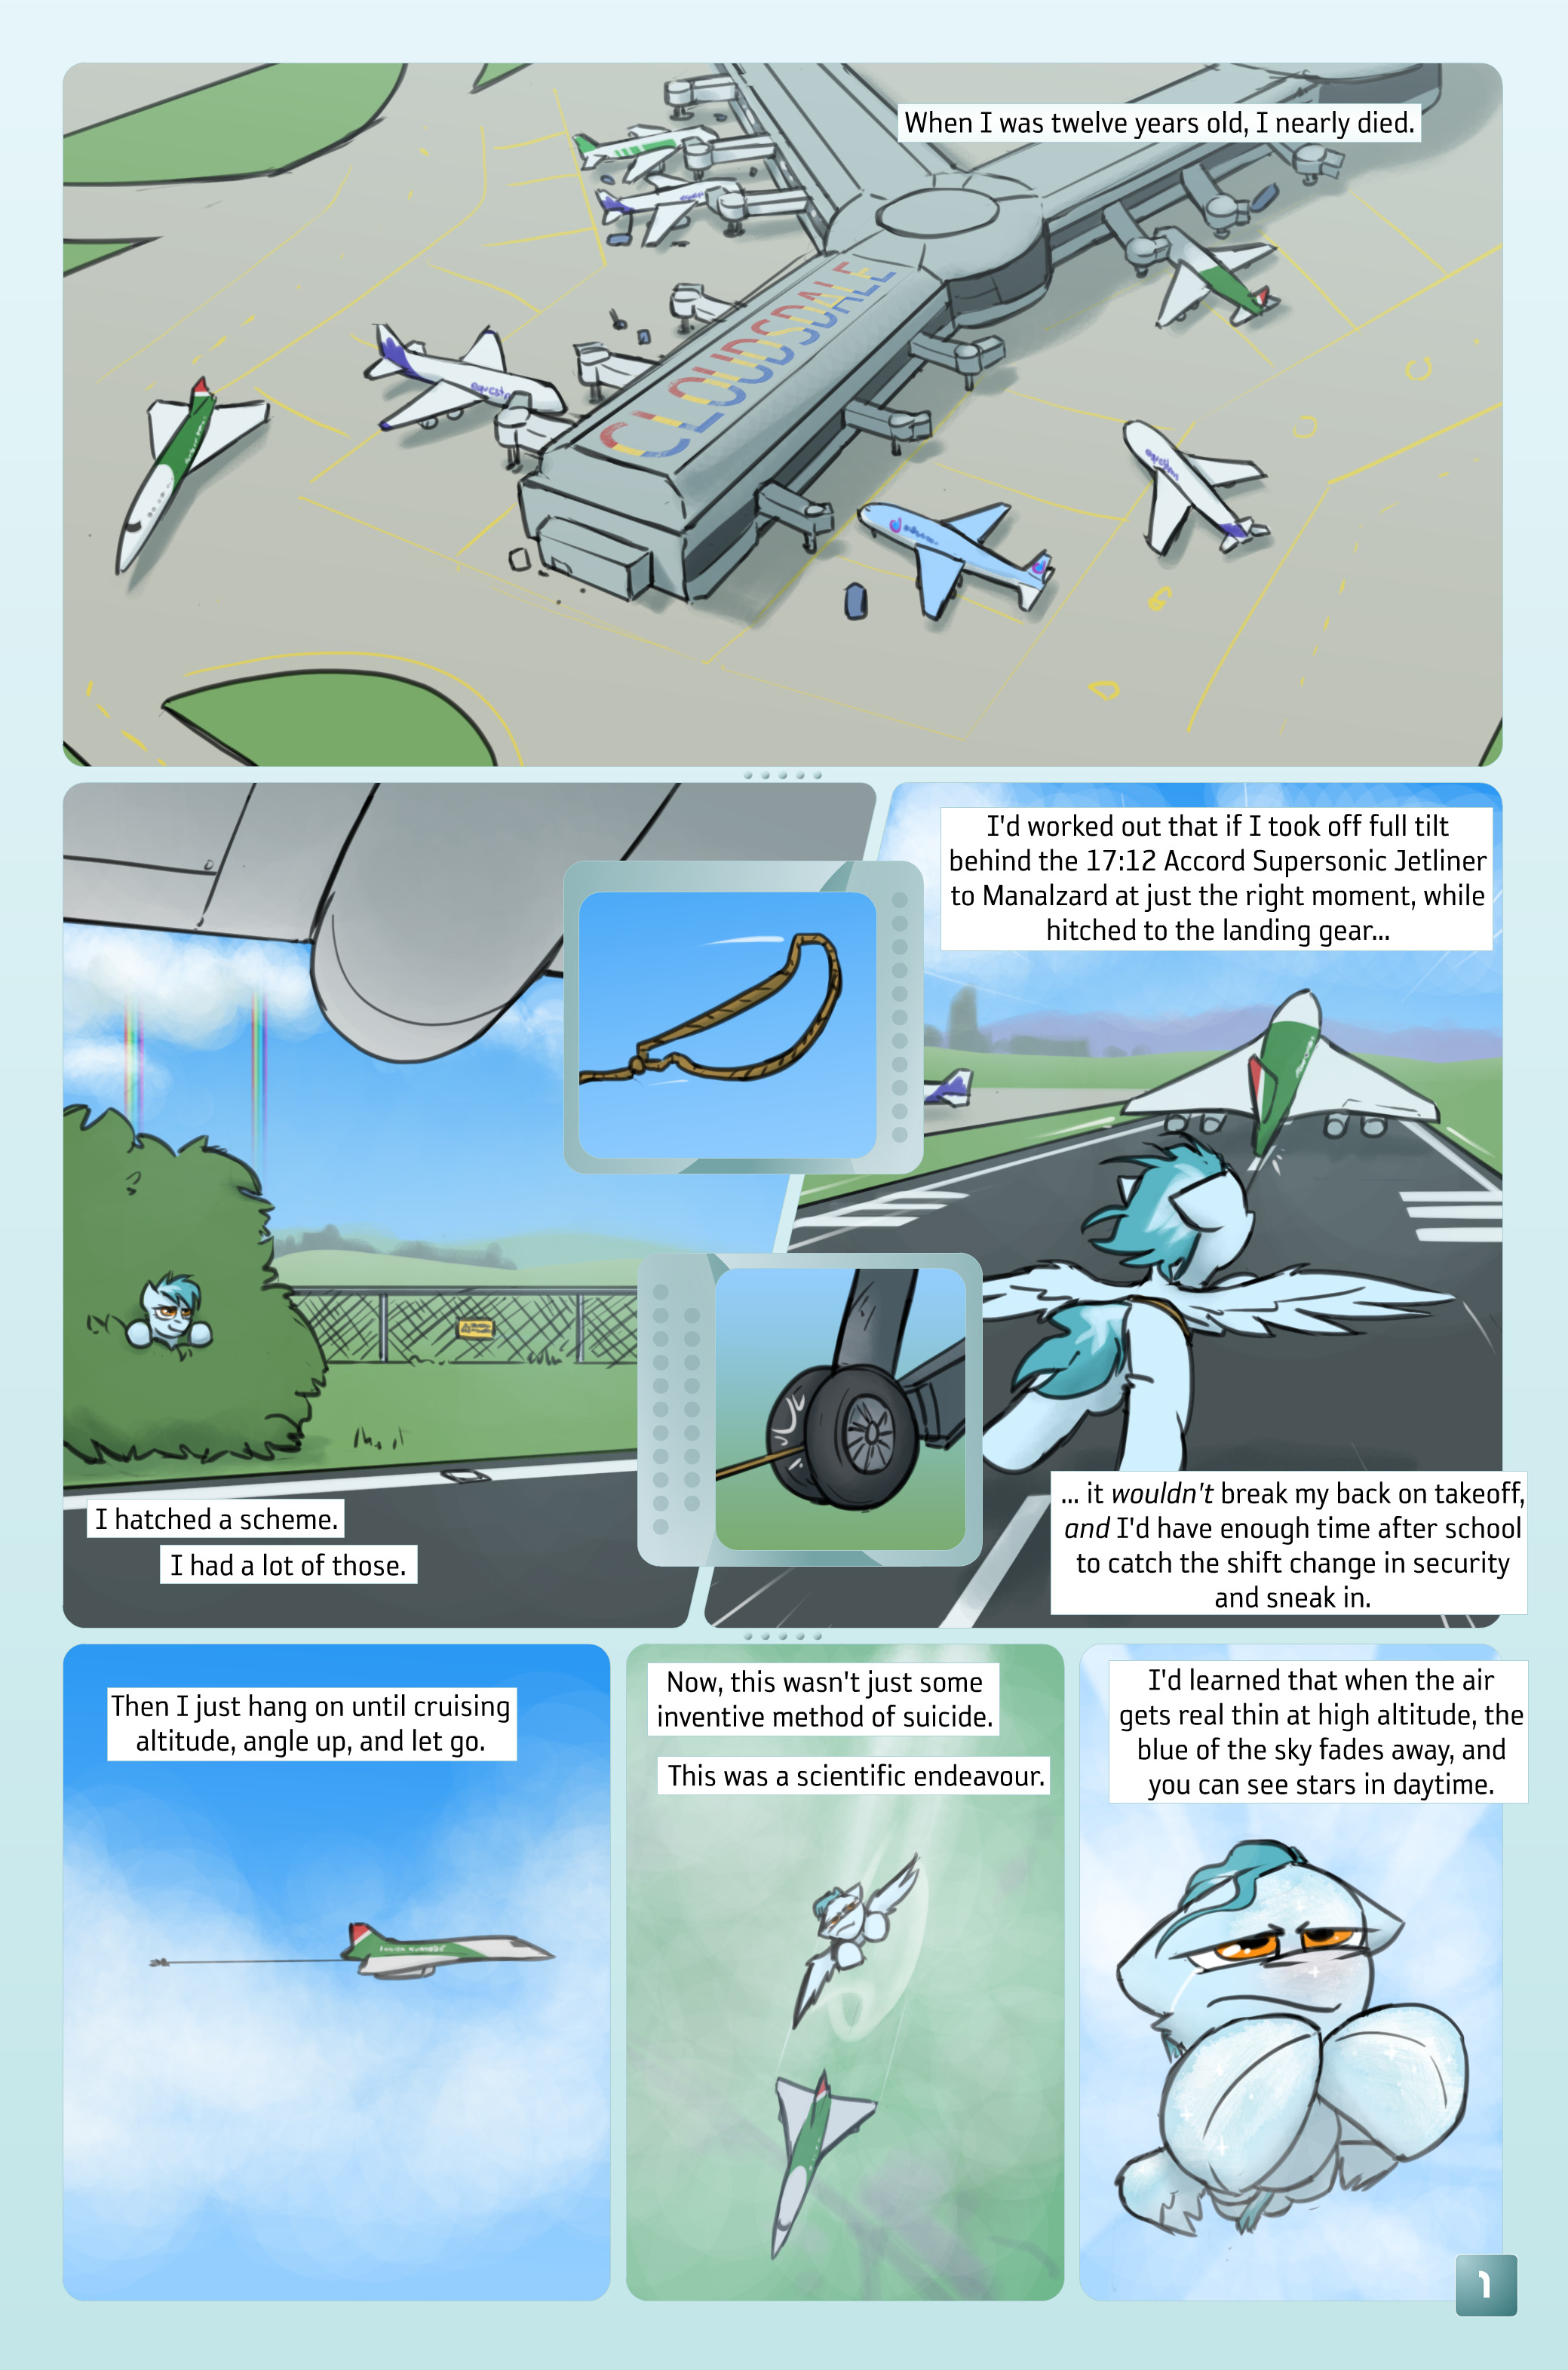 When I was twelve years old, I nearly died.
CLOUDSDALE
I'd worked out that if I took off full tilt
behind the 17:12 Accord Supersonic Jetliner
to Manalzard at just the right moment, while
hitched to the landing gear...
I hatched a scheme.
I had a lot of those.
... it wouldn't break my back on takeoff,
and I'd have enough time after school
to catch the shift change in security
and sneak in.
Then I just hang on until cruising
altitude, angle up, and let go.
Now, this wasn't just some
inventive method of suicide.
This was a scientific endeavour.
I'd learned that when the air
gets real thin at high altitude, the
blue of the sky fades away, and
you can see stars in daytime.
1